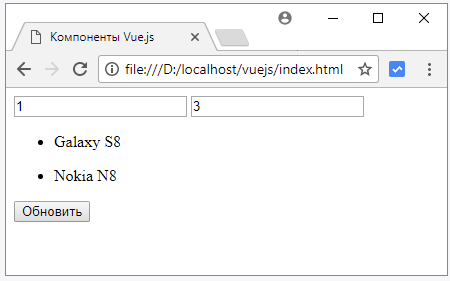 Компоненты Vue.js
file:///D:/localhost/vuejs/index.html
1 3
Galaxy S8
Nokia N8
Обновить